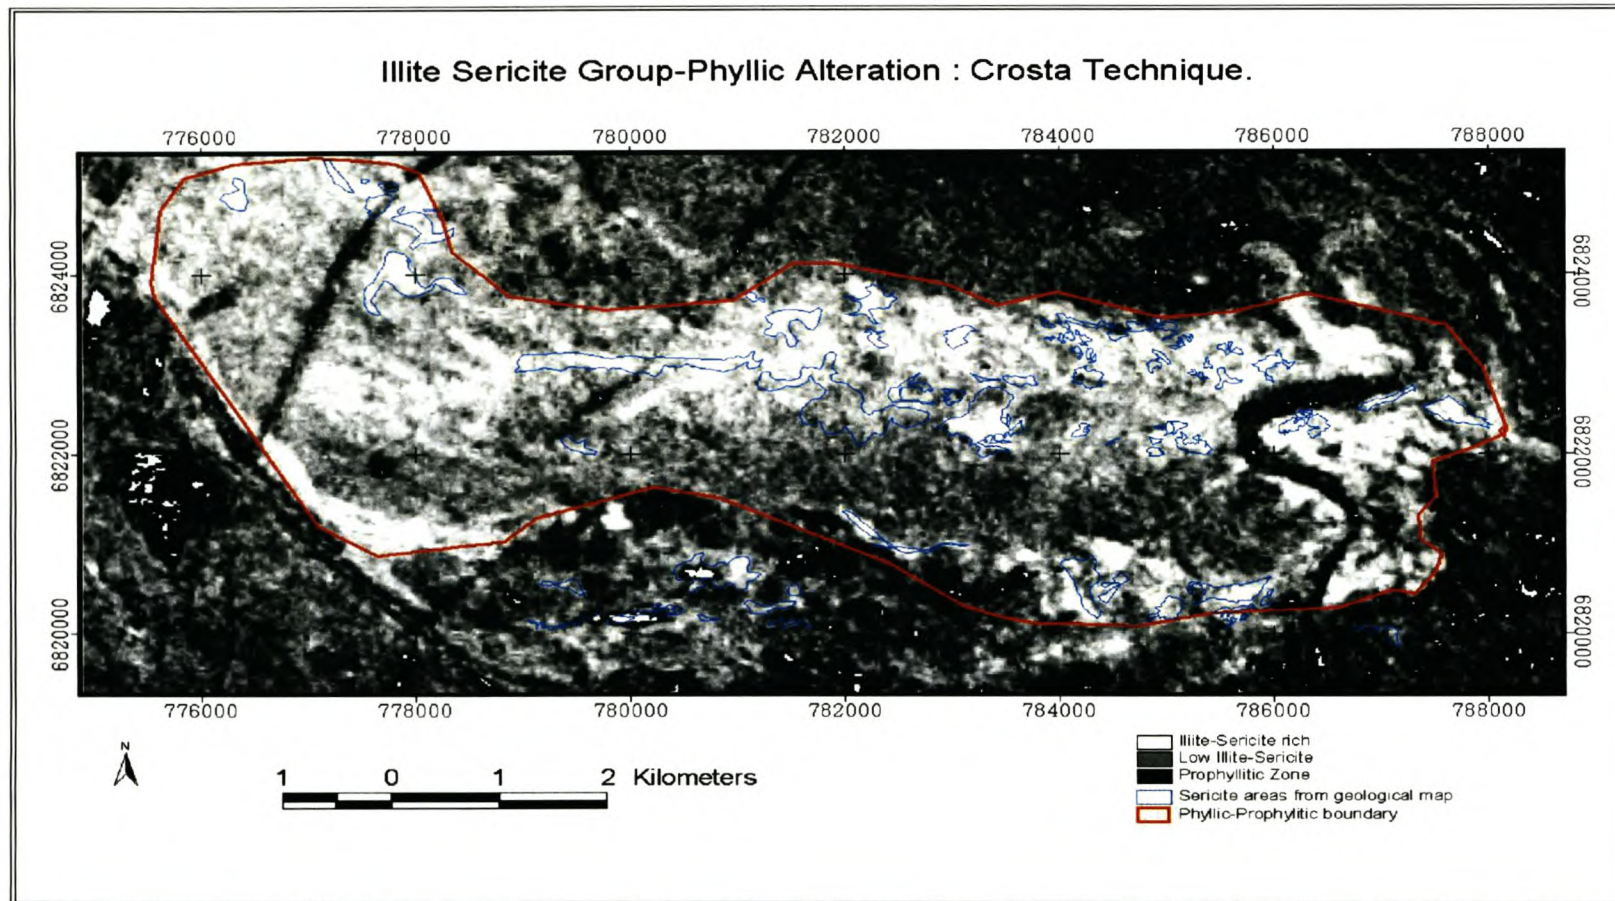 Illite Sericite Group-Phyllic Alteration : Crosta Technique.
776000 778000 780000 782000 784000 786000 788000
6824000 6824000
6822000 6822000
6820000 6820000
776000 778000 780000 782000 784000 786000 788000
N
1 0 1 2 Kilometers
Illite-Sericite rich
Low Illite-Sericite
Prophyllitic Zone
Sericite areas from geological map
Phyllic-Prophylitic boundary